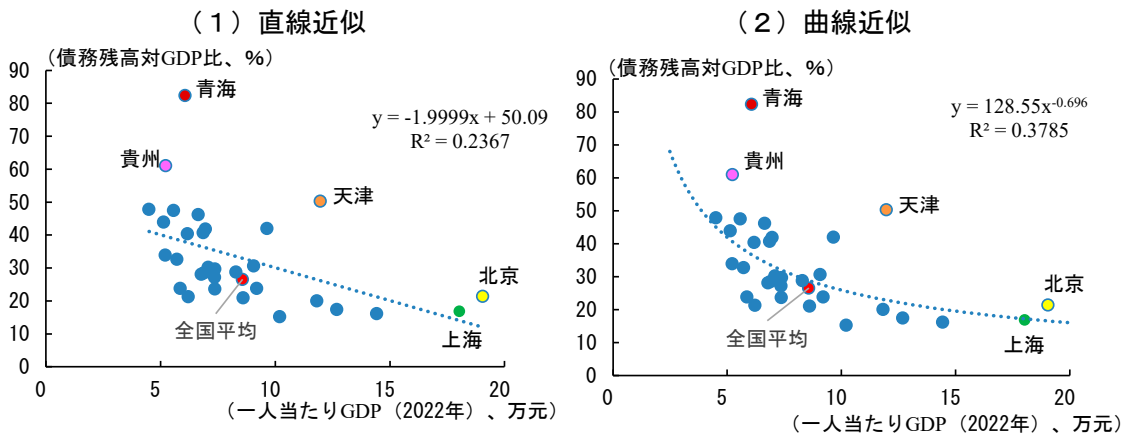 （１）直線近似
（債務残高対GDP比、％）
90
80
70
60
50
40
30
20
10
0
0
5
10
15
20
青海
貴州
天津
北京
上海
全国平均
y = -1.9999x + 50.09
R² = 0.2367
（一人当たりGDP（2022年）、万元）
（２）曲線近似
（債務残高対GDP比、％）
90
80
70
60
50
40
30
20
10
0
0
5
10
15
20
青海
貴州
天津
北京
上海
全国平均
y = 128.55x^-0.696
R² = 0.3785
（一人当たりGDP（2022年）、万元）